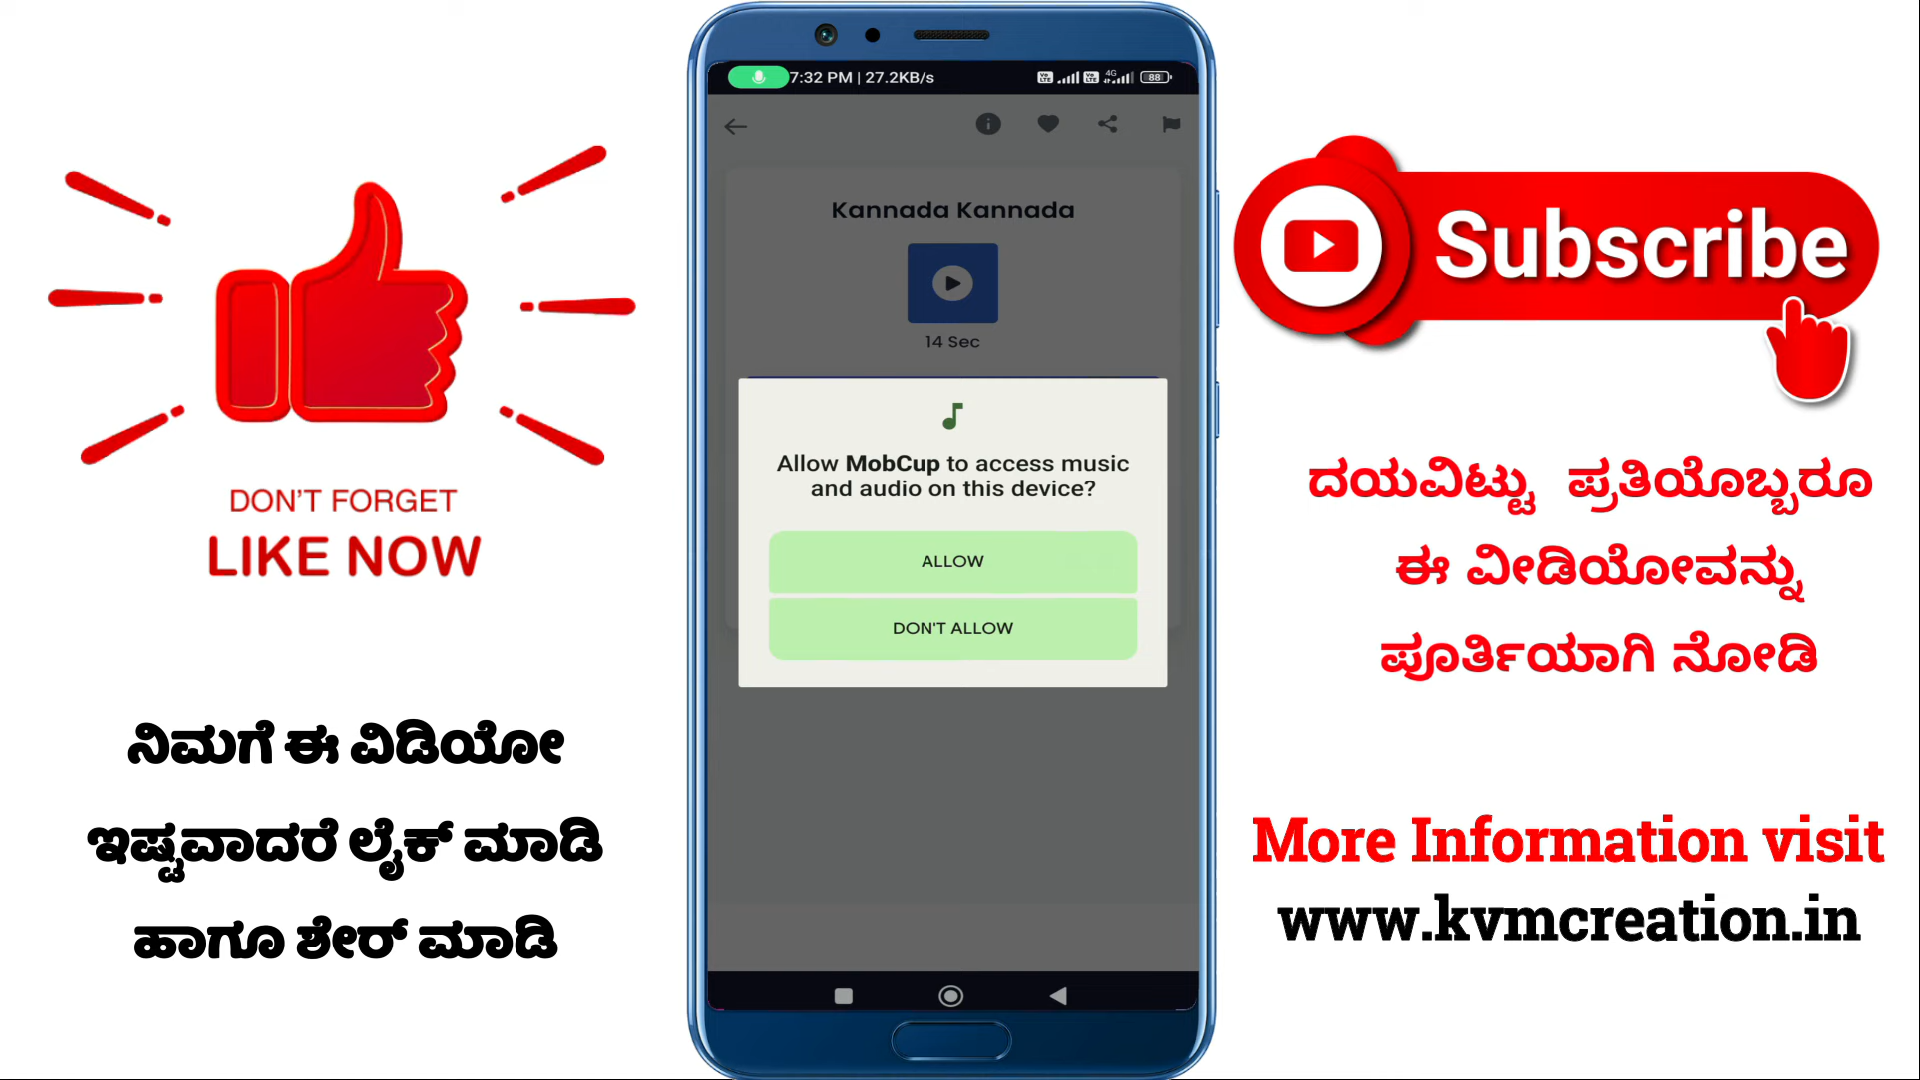 7:32 PM | 27.2KB/s
4G
88
Kannada Kannada
14 Sec
Allow MobCup to access music
and audio on this device?
ALLOW
DON'T ALLOW
DON'T FORGET
LIKE NOW
ನಿಮಗೆ ಈ ವಿಡಿಯೋ
ಇಷ್ಟವಾದರೆ ಲೈಕ್ ಮಾಡಿ
ಹಾಗೂ ಶೇರ್ ಮಾಡಿ
Subscribe
ದಯವಿಟ್ಟು ಪ್ರತಿಯೊಬ್ಬರೂ
ಈ ವೀಡಿಯೋವನ್ನು
ಪೂರ್ತಿಯಾಗಿ ನೋಡಿ
More Information visit
www.kvmcreation.in